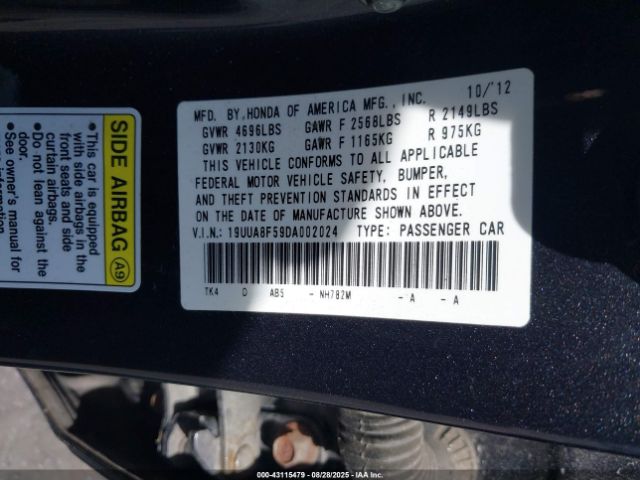 SIDE AIRBAG A9
•This car is equipped
with side airbags in the
front seats and side
curtain airbags.
•Do not lean against the
door.
•See owner's manual for
information.
10/'12
MFD. BY HONDA OF AMERICA MFG., INC.
GVWR 4696LBS GAWR F 2568LBS R 2149LBS
GVWR 2130KG GAWR F 1165KG R 975KG
THIS VEHICLE CONFORMS TO ALL APPLICABLE
FEDERAL MOTOR VEHICLE SAFETY, BUMPER,
AND THEFT PREVENTION STANDARDS IN EFFECT
ON THE DATE OF MANUFACTURE SHOWN ABOVE.
V.I.N.: 19UUA8F59DA002024 TYPE: PASSENGER CAR
TK4 D AB5 - NH782M - A - A
000-43115479 - 08/28/2025 - IAAI.com